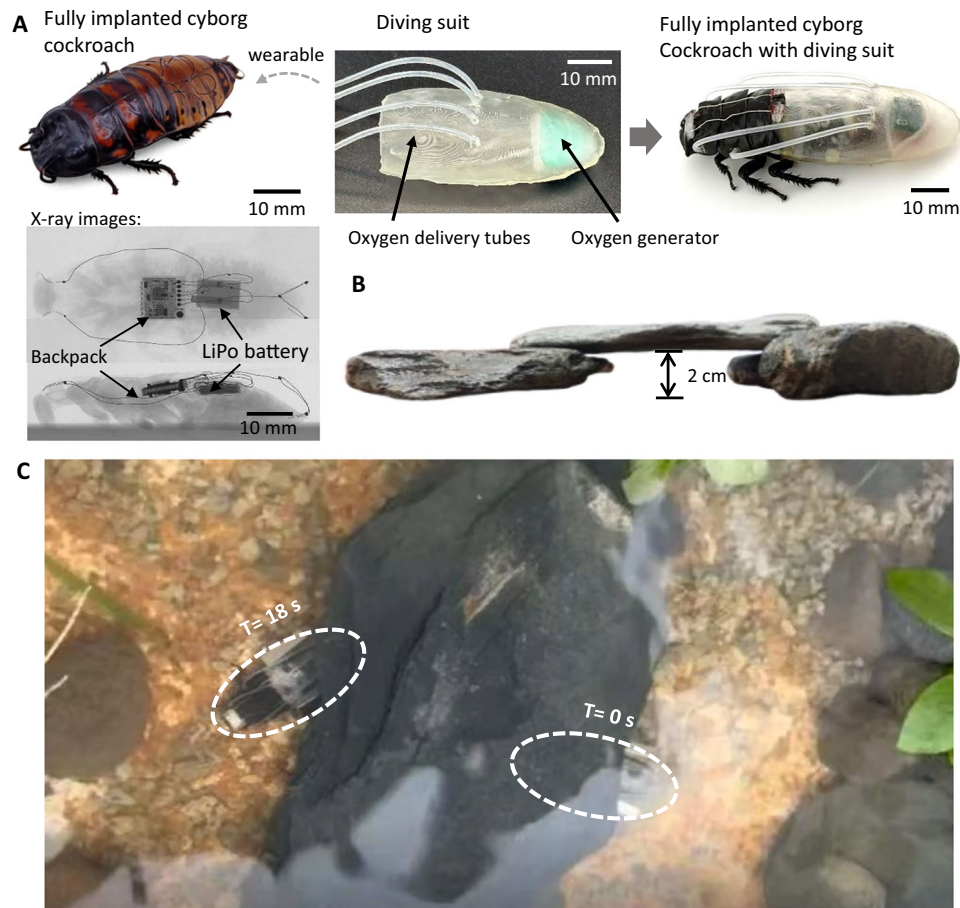 A
Fully implanted cyborg
cockroach
wearable
10 mm
Diving suit
10 mm
Oxygen delivery tubes
Oxygen generator
Fully implanted cyborg
Cockroach with diving suit
10 mm
X-ray images:
Backpack
LiPo battery
10 mm
B
2 cm
C
T= 18 s
T= 0 s